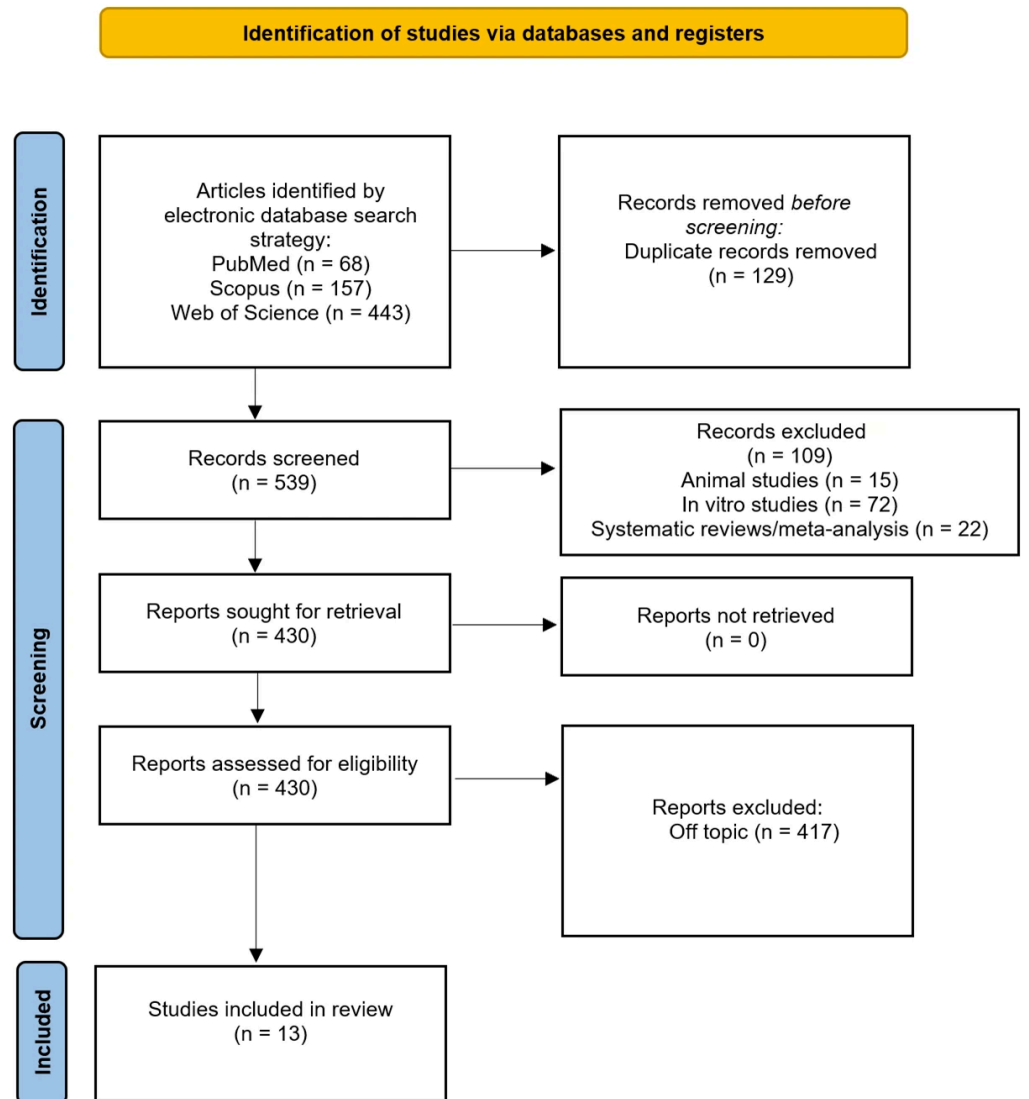 Identification of studies via databases and registers
Identification
Articles identified by
electronic database search
strategy:
PubMed (n = 68)
Scopus (n = 157)
Web of Science (n = 443)
Records removed before
screening:
Duplicate records removed
(n = 129)
Screening
Records screened
(n = 539)
Records excluded
(n = 109)
Animal studies (n = 15)
In vitro studies (n = 72)
Systematic reviews/meta-analysis (n = 22)
Reports sought for retrieval
(n = 430)
Reports not retrieved
(n = 0)
Reports assessed for eligibility
(n = 430)
Reports excluded:
Off topic (n = 417)
Included
Studies included in review
(n = 13)